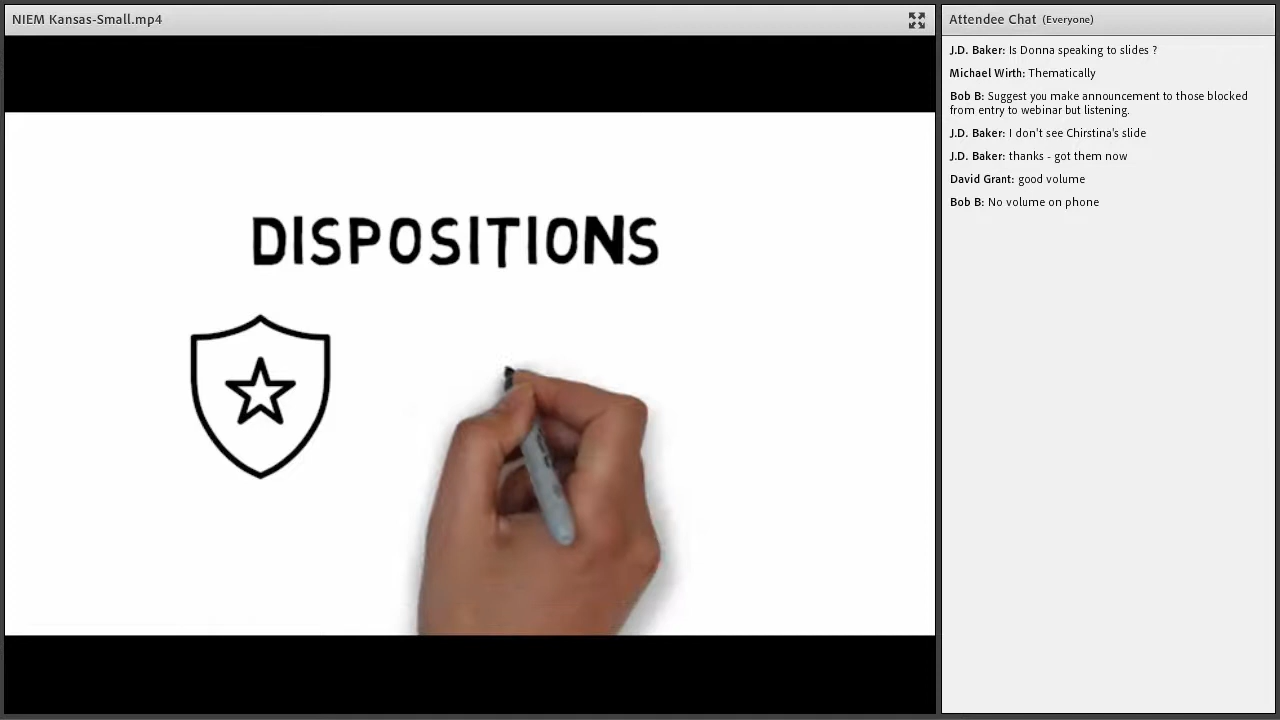 NIEM Kansas-Small.mp4
DISPOSITIONS
Attendee Chat (Everyone)
J.D. Baker: Is Donna speaking to slides ?
Michael Wirth: Thematically
Bob B: Suggest you make announcement to those blocked
from entry to webinar but listening.
J.D. Baker: I don't see Chirstina's slide
J.D. Baker: thanks - got them now
David Grant: good volume
Bob B: No volume on phone